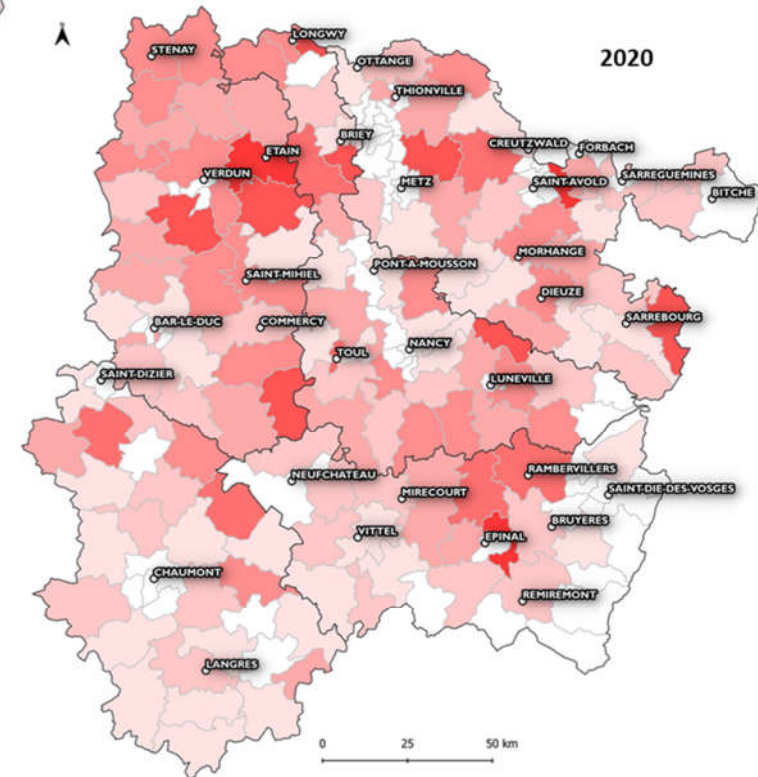 LONGWY
STENAY
OTTANGE
2020
THIONVILLE
BRIEY
CREUTZWALD
FORBACH
ETAIN
VERDUN
METZ
SAINT-AVOLD
SARREGUEMINES
BITCHE
MORHANGE
PONT-A-MOUSSON
SAINT-MIHIEL
DIEUZE
BAR-LE-DUC
COMMERCY
SARREBOURG
NANCY
TOUL
SAINT-DIZIER
LUNEVILLE
NEUFCHATEAU
RAMBERVILLERS
MIRECOURT
SAINT-DIE-DES-VOSGES
BRUYERES
VITTEL
EPINAL
CHAUMONT
REMIREMONT
LANGRES
0 25 50 km